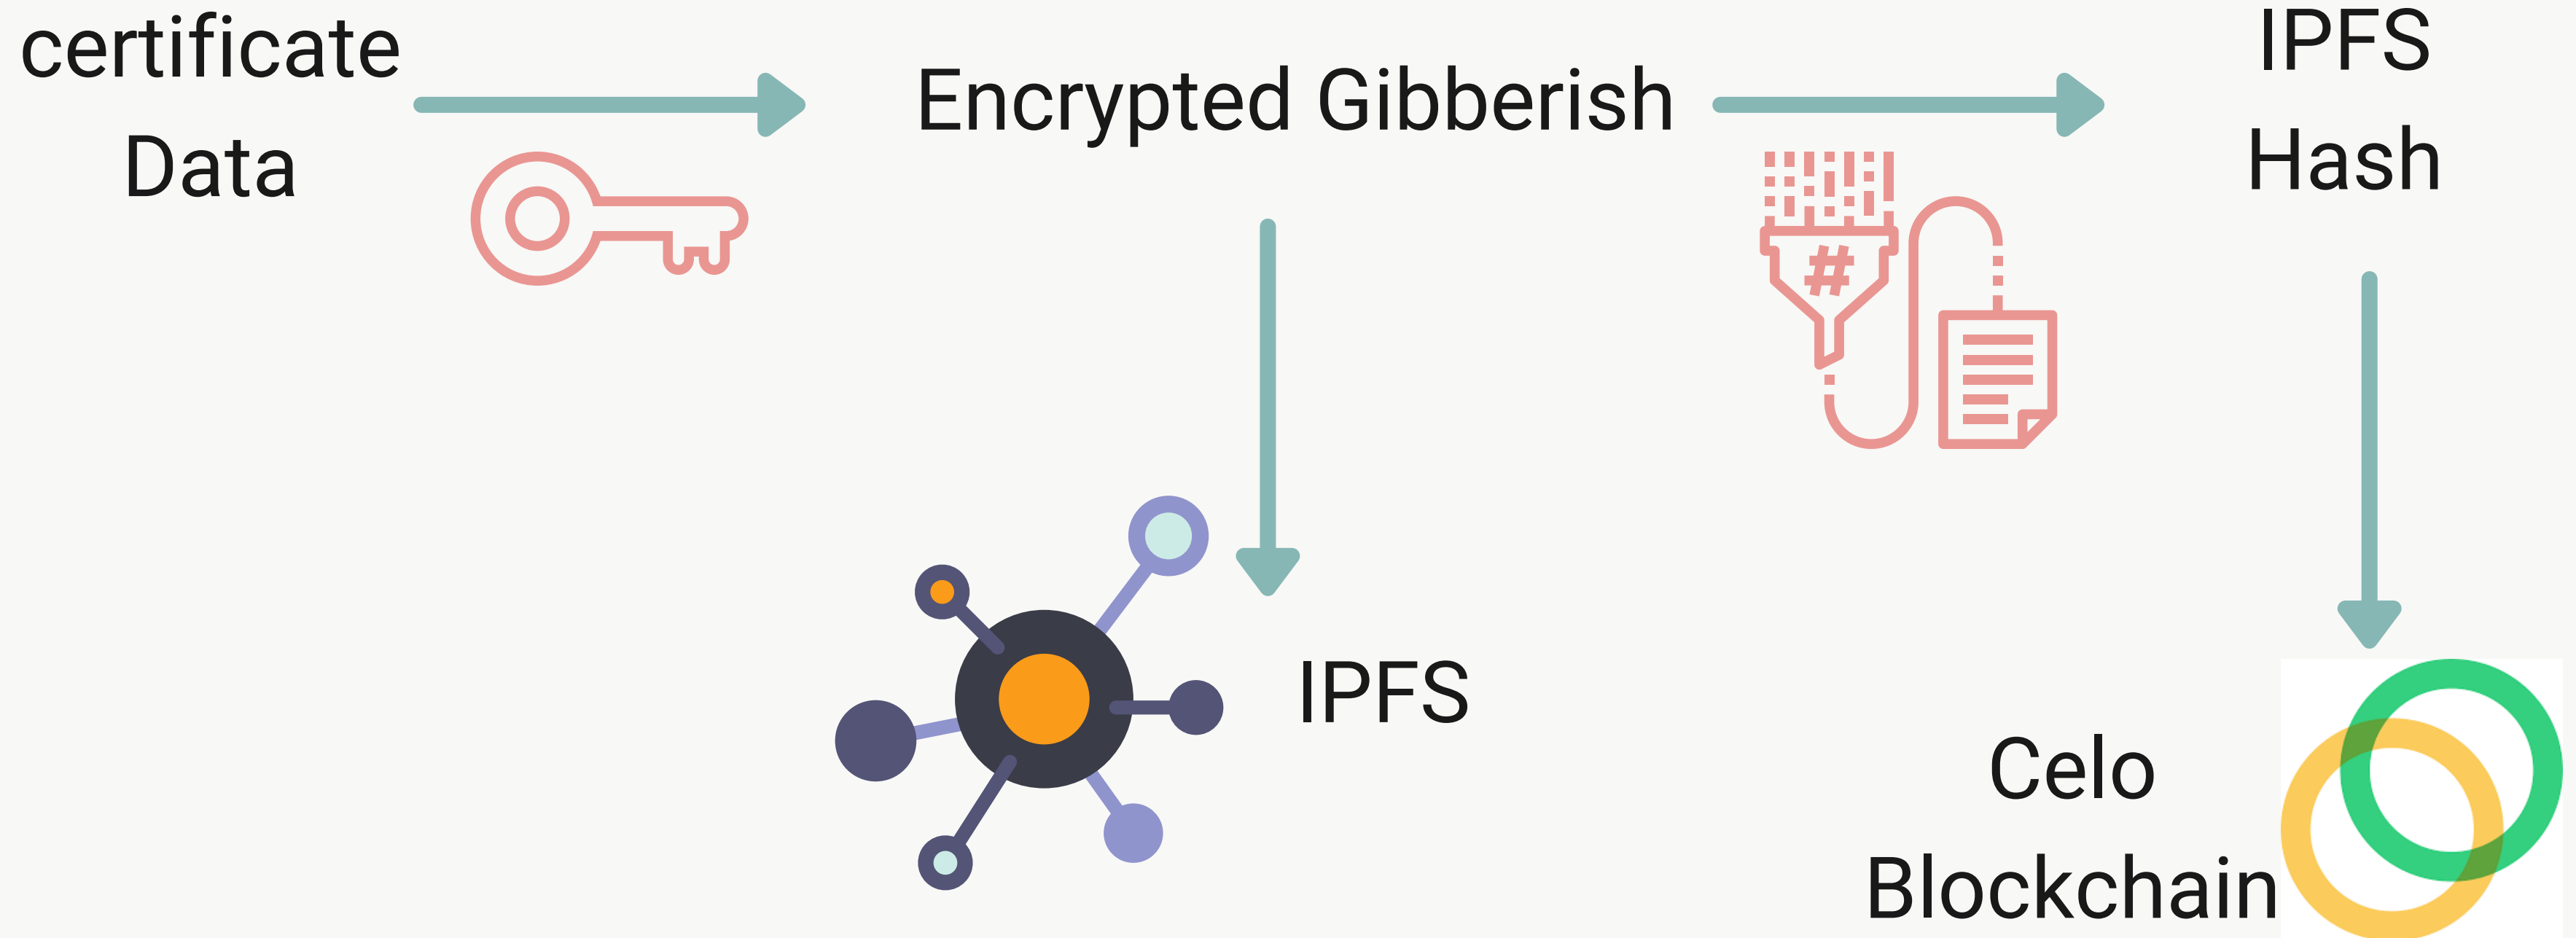 certificate
Data
Encrypted Gibberish
IPFS
Hash
#
IPFS
Celo
Blockchain